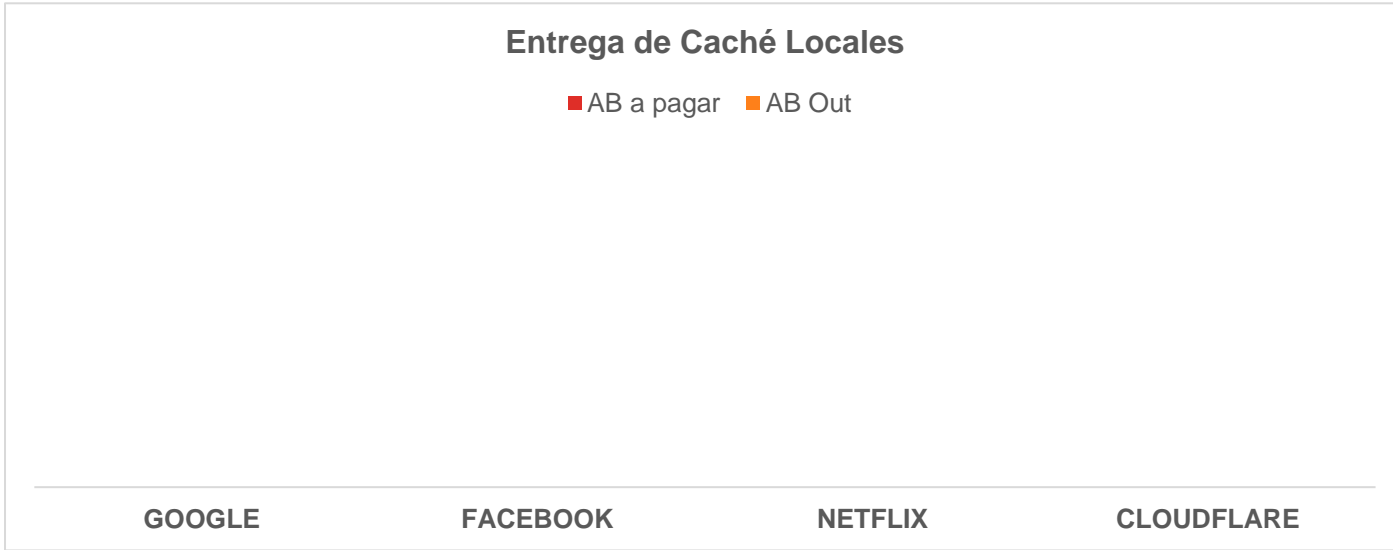 Entrega de Caché Locales
AB a pagar AB Out
GOOGLE FACEBOOK NETFLIX CLOUDFLARE